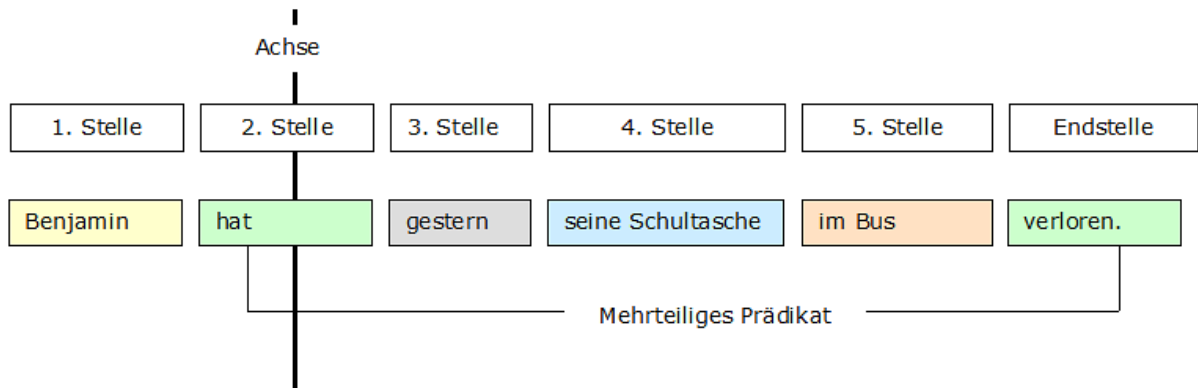 Achse
1. Stelle 2. Stelle 3. Stelle 4. Stelle 5. Stelle Endstelle
Benjamin hat gestern seine Schultasche im Bus verloren.
Mehrteiliges Prädikat